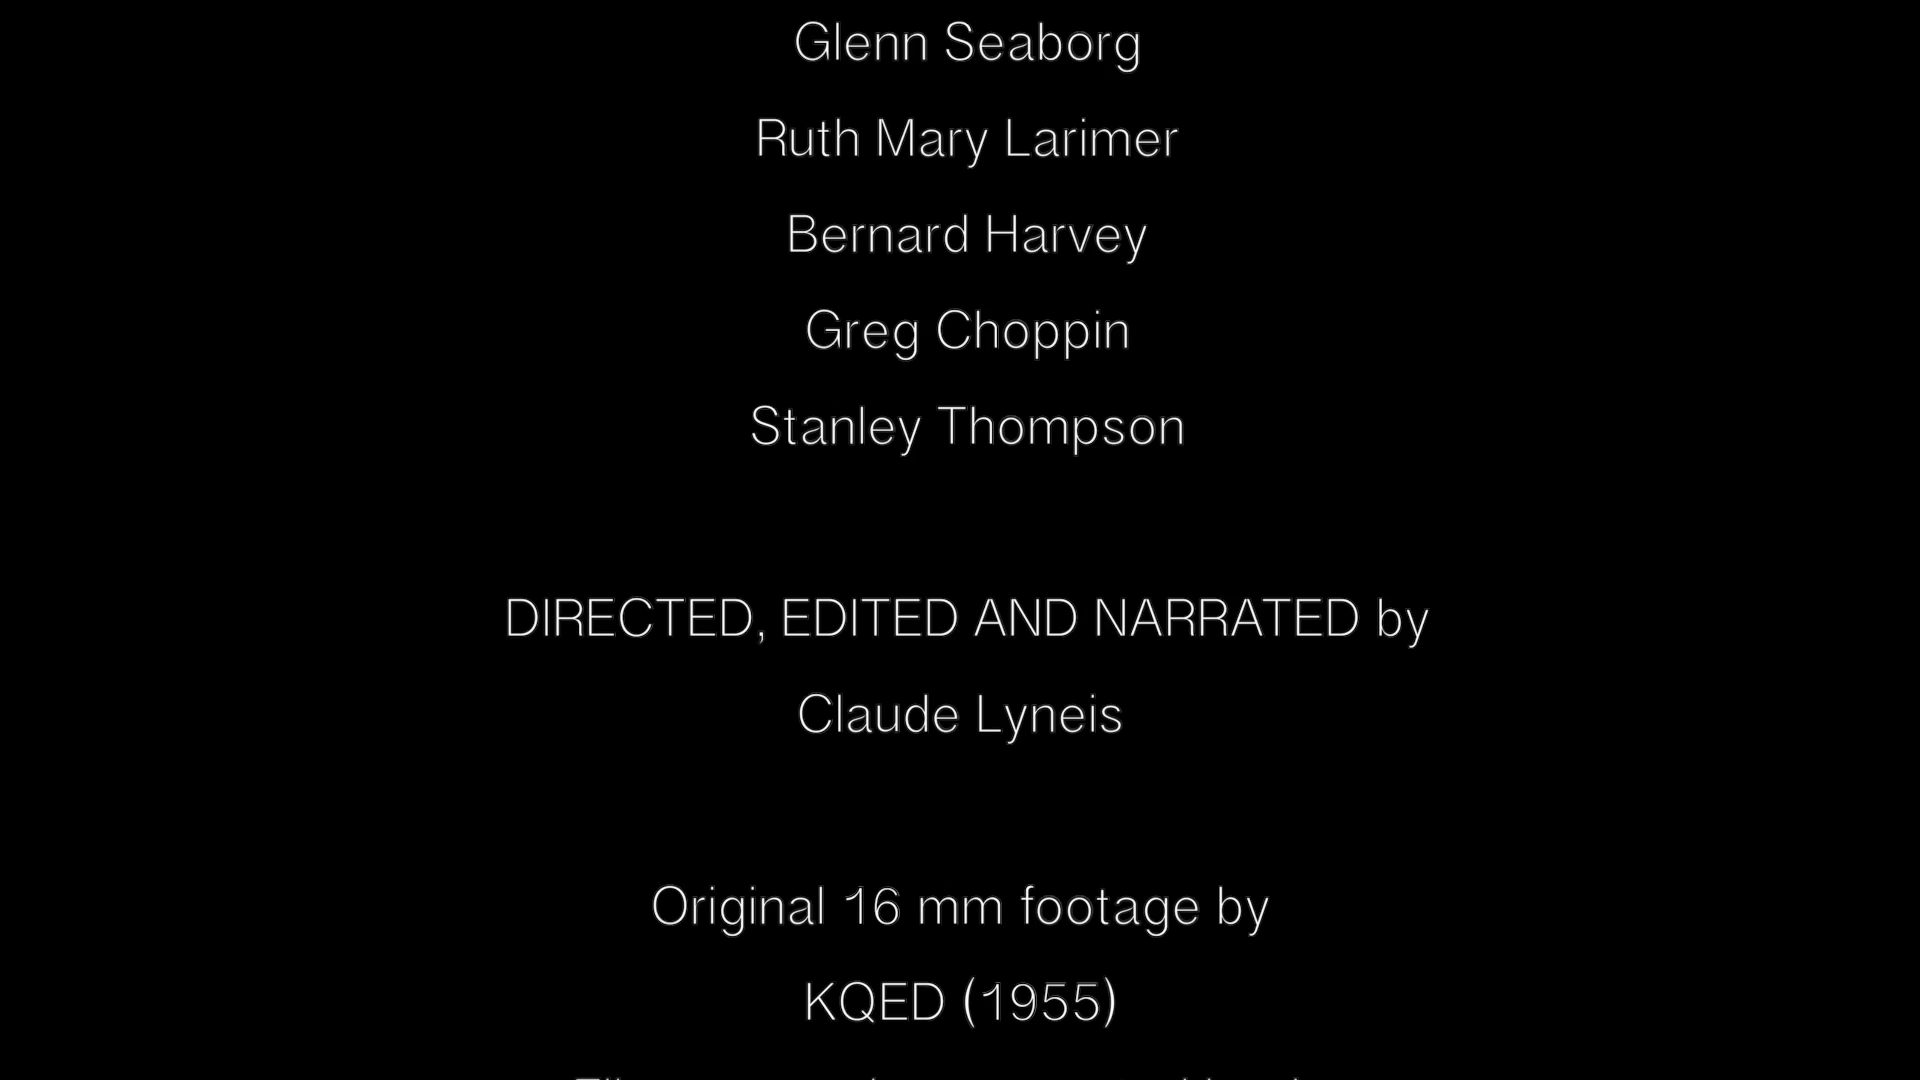 Glenn Seaborg
Ruth Mary Larimer
Bernard Harvey
Greg Choppin
Stanley Thompson
DIRECTED, EDITED AND NARRATED by
Claude Lyneis
Original 16 mm footage by
KQED (1955)